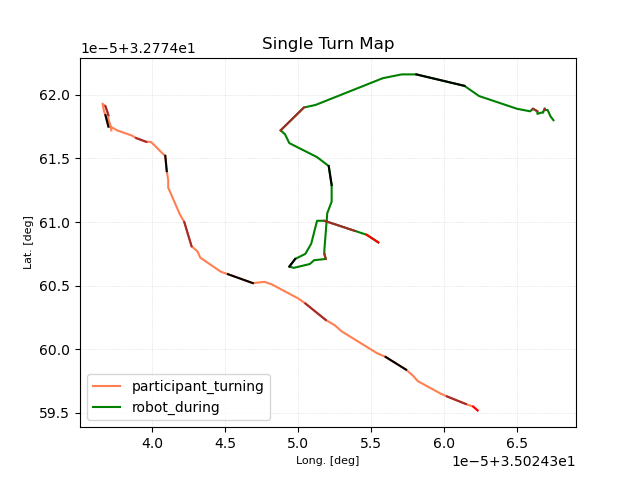 Single Turn Map
1e−5+3.2774e1
62.0
61.5
61.0
60.5
60.0
59.5
Lat. [deg]
participant_turning
robot_during
4.0 4.5 5.0 5.5 6.0 6.5
Long. [deg]
1e−5+3.50243e1